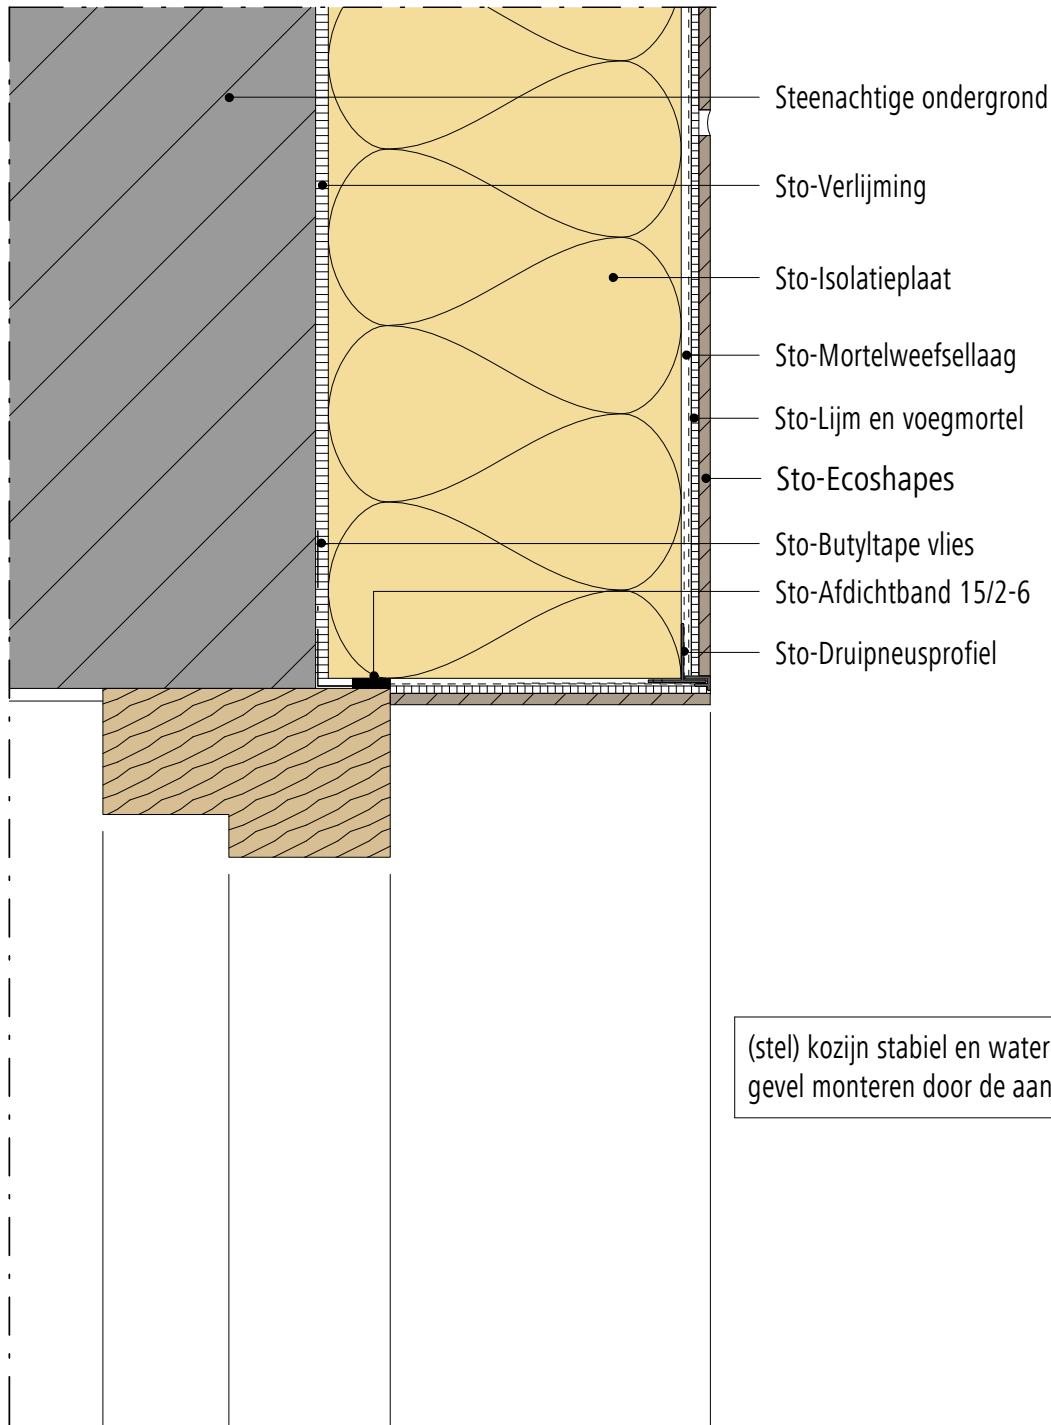 Steenachtige ondergrond
Sto-Verlijming
Sto-Isolatieplaat
Sto-Mortelweefsellaag
Sto-Lijm en voegmortel
Sto-Ecoshapes
Sto-Butyltape vlies
Sto-Afdichtband 15/2-6
Sto-Druipneusprofiel
(stel) kozijn stabiel en water
gevel monteren door de aan